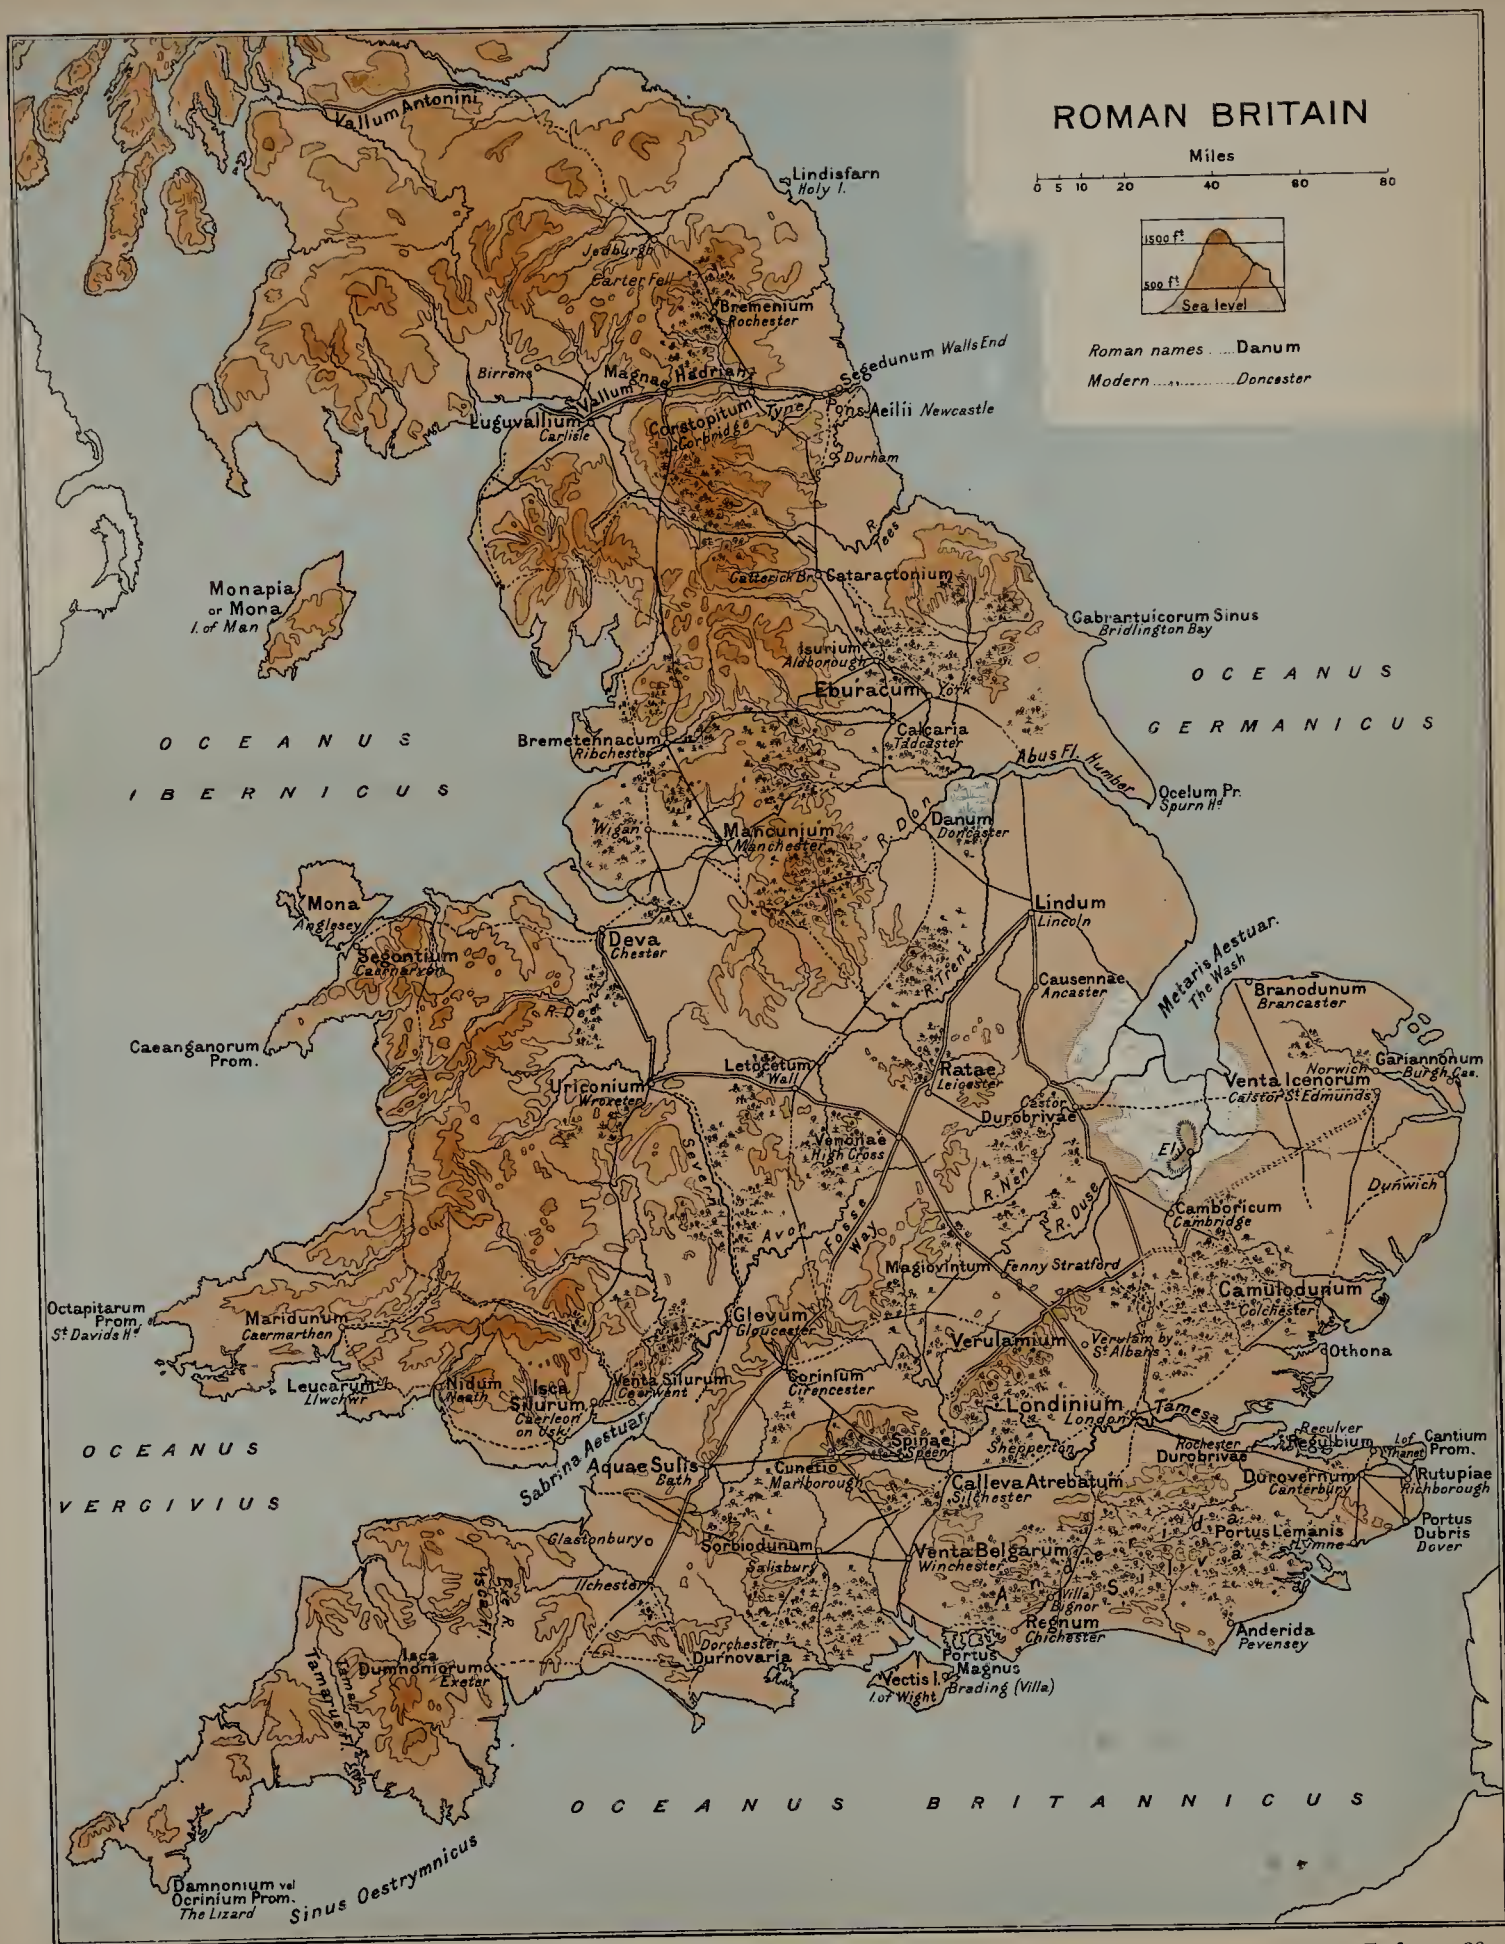 ROMAN BRITAIN
Miles
0 5 10 20 40 60 80
1500 ft
500 ft
Sea level
Roman names .....Danum
Modern ..„...........Doncaster
Vallum Antonini
Lindisfarn
Holy I.
Jedburgh
Carter Fell
Bremenium
Rochester
Birrens
Magnae
Vallum Hadriani
Segedunum Walls End
Luguvallium
Carlisle
Corstopitum
Corbridge
Tyne
Pons Aeilii Newcastle
Durham
R. Tees
Catterick Br. Cataractonium
Monapia
or Mona
I. of Man
Gabrantuicorum Sinus
Bridlington Bay
Isurium
Aldborough
Eburacum York
OCEANUS
GERMANICUS
OCEANUS
IBERNICUS
Bremetennacum
Ribchester
Calcaria
Tadcaster
Abus Fl. Humber
Ocelum Pr.
Spurn Hd
Wigan
Mancunium
Manchester
R. Don
Danum
Doncaster
Mona
Anglesey
Segontium
Caernarvon
Deva
Chester
Lindum
Lincoln
R. Trent
Causennae
Ancaster
Metaris Aestuar.
The Wash
Branodunum
Brancaster
R. Dee
Caeanganorum
Prom.
Uriconium
Wroxeter
Letocetum
Wall
Ratae
Leicester
Castor
Durobrivae
Norwich
Gariannonum
Burgh Cas.
Venta Icenorum
Caistor St Edmunds
Venonae
High Cross
Ely
Severn
R. Nen
R. Ouse
Dunwich
Camboricum
Cambridge
Avon
Fosse Way
Magiovintum Fenny Stratford
Camulodunum
Colchester
Octapitarum
Prom.
St Davids Hd
Maridunum
Caermarthen
Glevum
Gloucester
Verulamium
Verulam by
St Albans
Othona
Leucarum
Llwchwr
Nidum
Neath
Isca
Silurum
Caerleon
on Usk
Venta Silurum
Caerwent
Corinium
Cirencester
Londinium
London
Tamesa
Sabrina Aestuar.
OCEANUS
VERGIVIUS
Aquae Sulis
Bath
Cunetio
Marlborough
Spinae
Speen
Shepperton
Calleva Atrebatum
Silchester
Reculver
Regulbium
I. of
Thanet
Cantium
Prom.
Rochester
Durobrivae
Durovernum
Canterbury
Rutupiae
Richborough
Portus
Dubris
Dover
Portus Lemanis
Lymne
Glastonbury
Sorbiodunum
Salisbury
Venta Belgarum
Winchester
Ilchester
Exe R.
Isca Fl.
Villa
Bignor
Regnum
Chichester
Anderida
Pevensey
Isca
Dumnoniorum
Exeter
Dorchester
Durnovaria
Portus
Magnus
Vectis I.
I. of Wight
Brading (Villa)
Tamar R.
Tamarus Fl.
OCEANUS BRITANNICUS
Damnonium vel
Ocrinium Prom.
The Lizard
Sinus Oestrymnicus